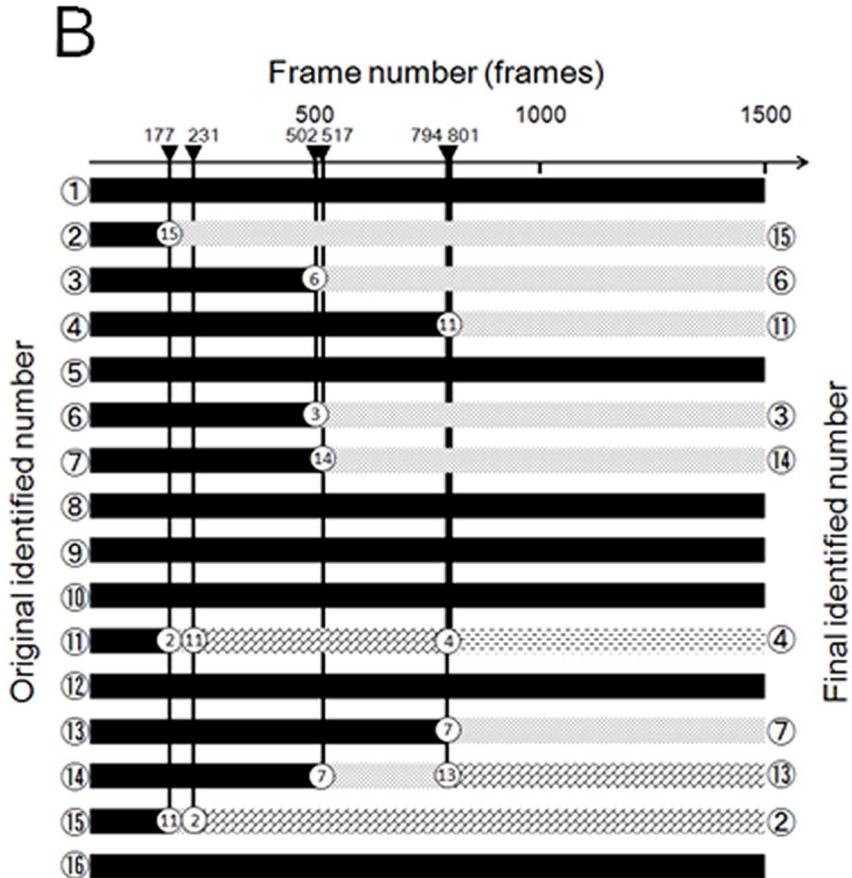 B
Frame number (frames)
500 1000 1500
177 231 502 517 794 801
Original identified number
Final identified number
①
② 15 ⑮
③ 6 ⑥
④ 11 ⑪
⑤
⑥ 3 ③
⑦ 14 ⑭
⑧
⑨
⑩
⑪ 2 11 4 ④
⑫
⑬ 7 ⑦
⑭ 7 13 ⑬
⑮ 11 2 ②
⑯